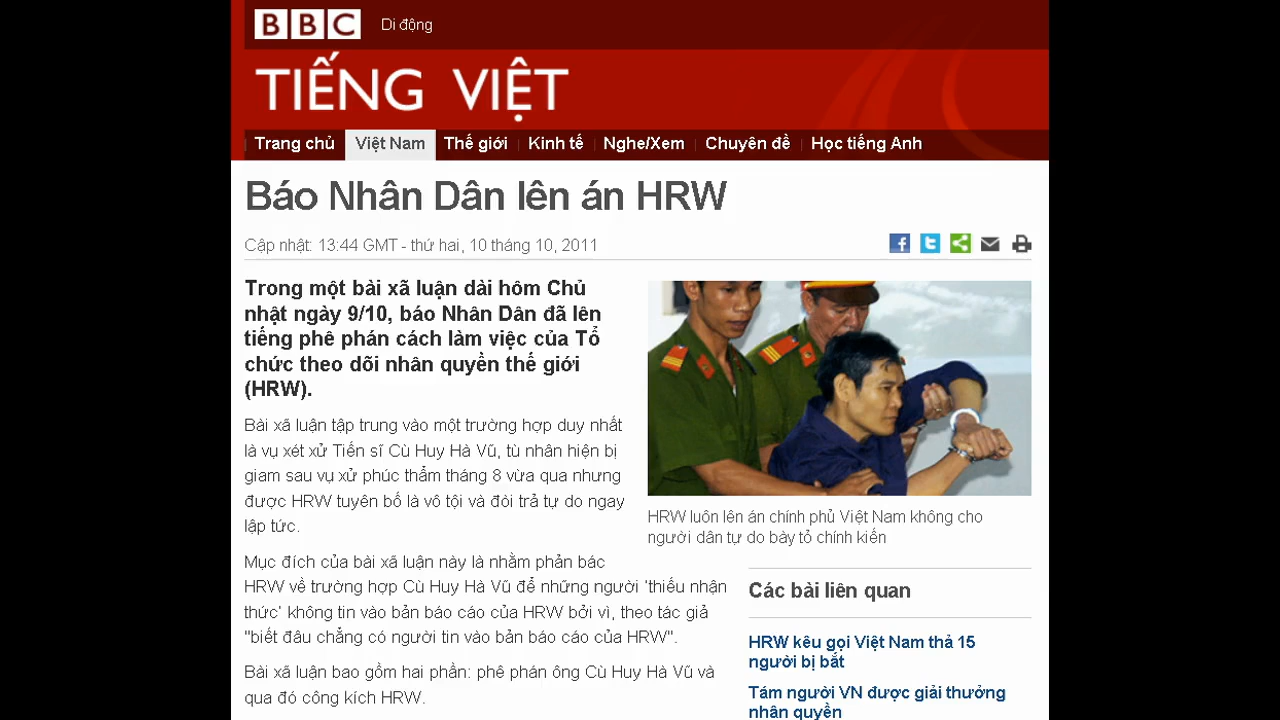 BBC Di động
TIẾNG VIỆT
Trang chủ Việt Nam Thế giới Kinh tế Nghe/Xem Chuyên đề Học tiếng Anh
Báo Nhân Dân lên án HRW
Cập nhật: 13:44 GMT - thứ hai, 10 tháng 10, 2011
Trong một bài xã luận dài hôm Chủ
nhật ngày 9/10, báo Nhân Dân đã lên
tiếng phê phán cách làm việc của Tổ
chức theo dõi nhân quyền thế giới
(HRW).
Bài xã luận tập trung vào một trường hợp duy nhất
là vụ xét xử Tiến sĩ Cù Huy Hà Vũ, tù nhân hiện bị
giam sau vụ xử phúc thẩm tháng 8 vừa qua nhưng
được HRW tuyên bố là vô tội và đòi trả tự do ngay
lập tức.
HRW luôn lên án chính phủ Việt Nam không cho
người dân tự do bày tỏ chính kiến
Mục đích của bài xã luận này là nhằm phản bác
HRW về trường hợp Cù Huy Hà Vũ để những người 'thiếu nhận
thức' không tin vào bản báo cáo của HRW bởi vì, theo tác giả
"biết đâu chẳng có người tin vào bản báo cáo của HRW".
Bài xã luận bao gồm hai phần: phê phán ông Cù Huy Hà Vũ và
qua đó công kích HRW.
Các bài liên quan
HRW kêu gọi Việt Nam thả 15
người bị bắt
Tám người VN được giải thưởng
nhân quyền